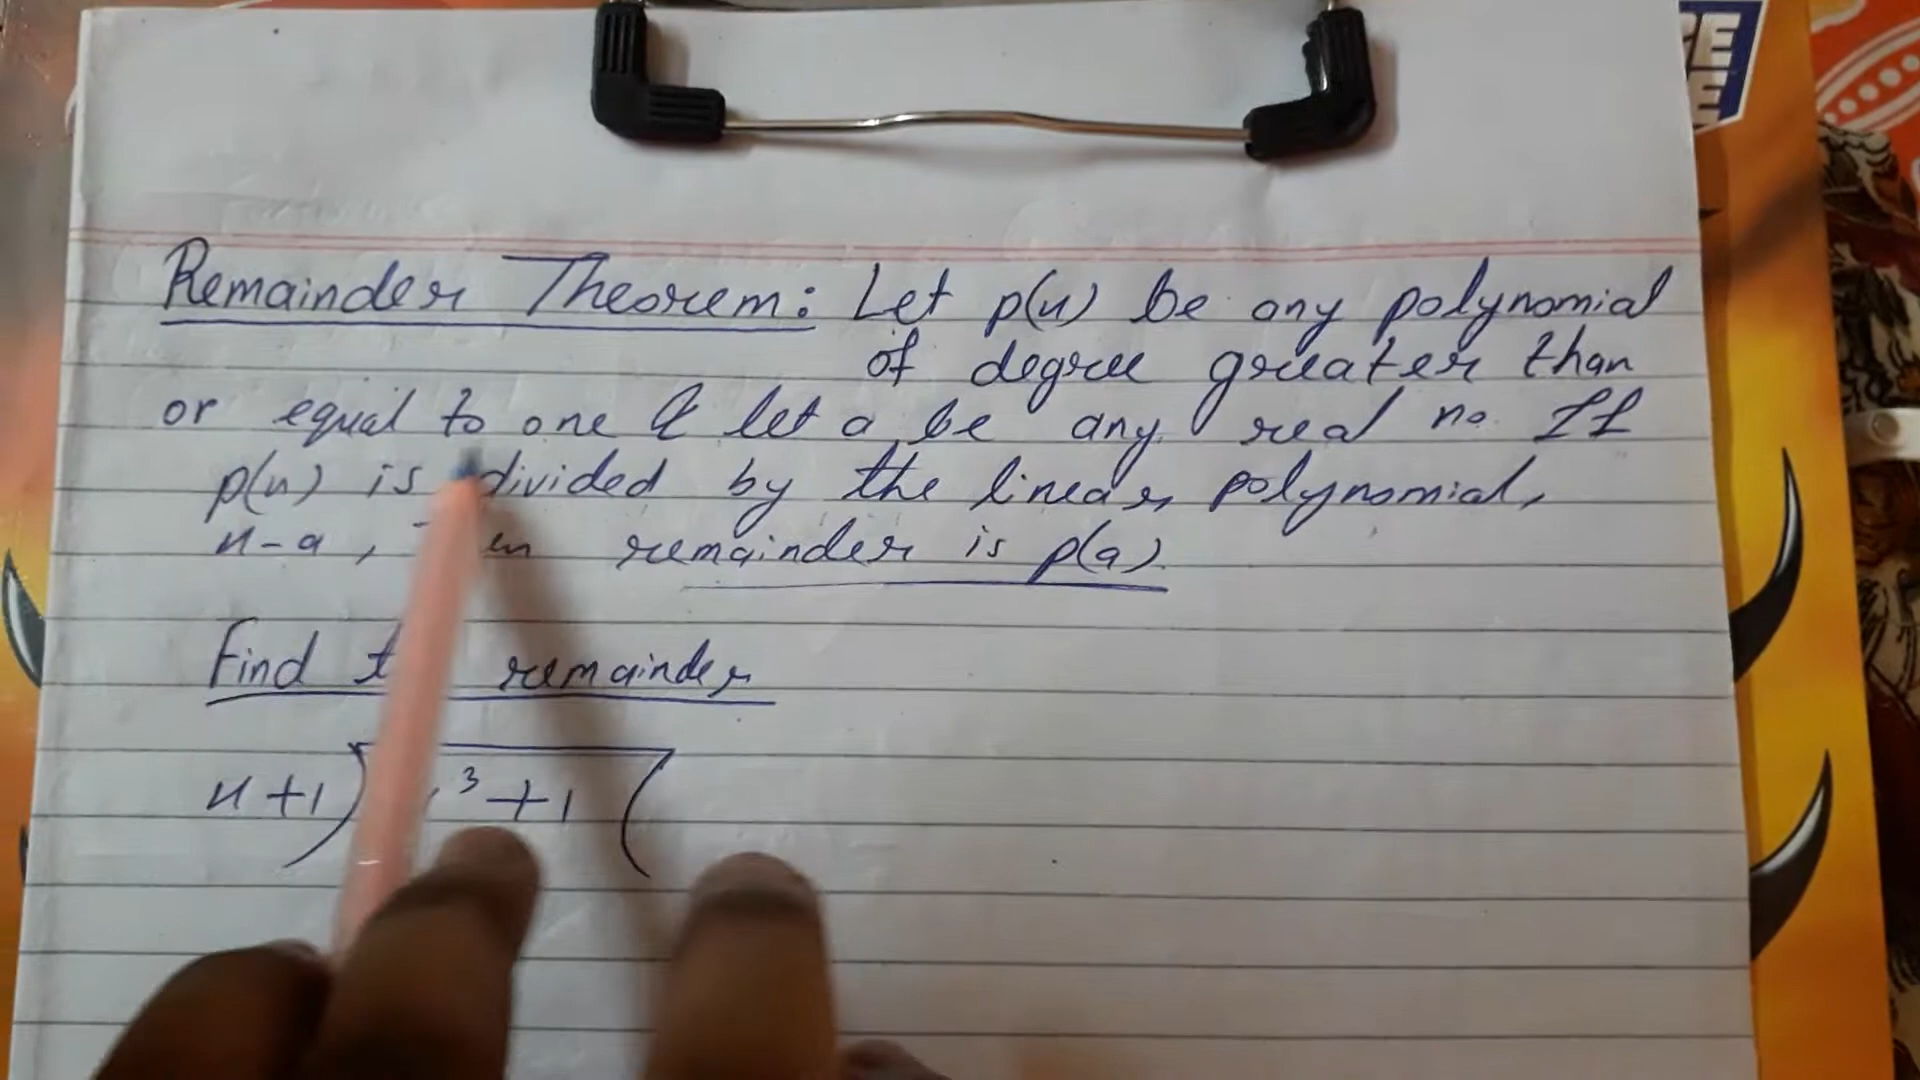 Remainder Theorem: Let p(x) be any polynomial
of degree greater than
or equal to one & let a be any real no. If
p(x) is divided by the linear polynomial,
x-a, remainder is p(a).
Find remainder
x+1 ³+1